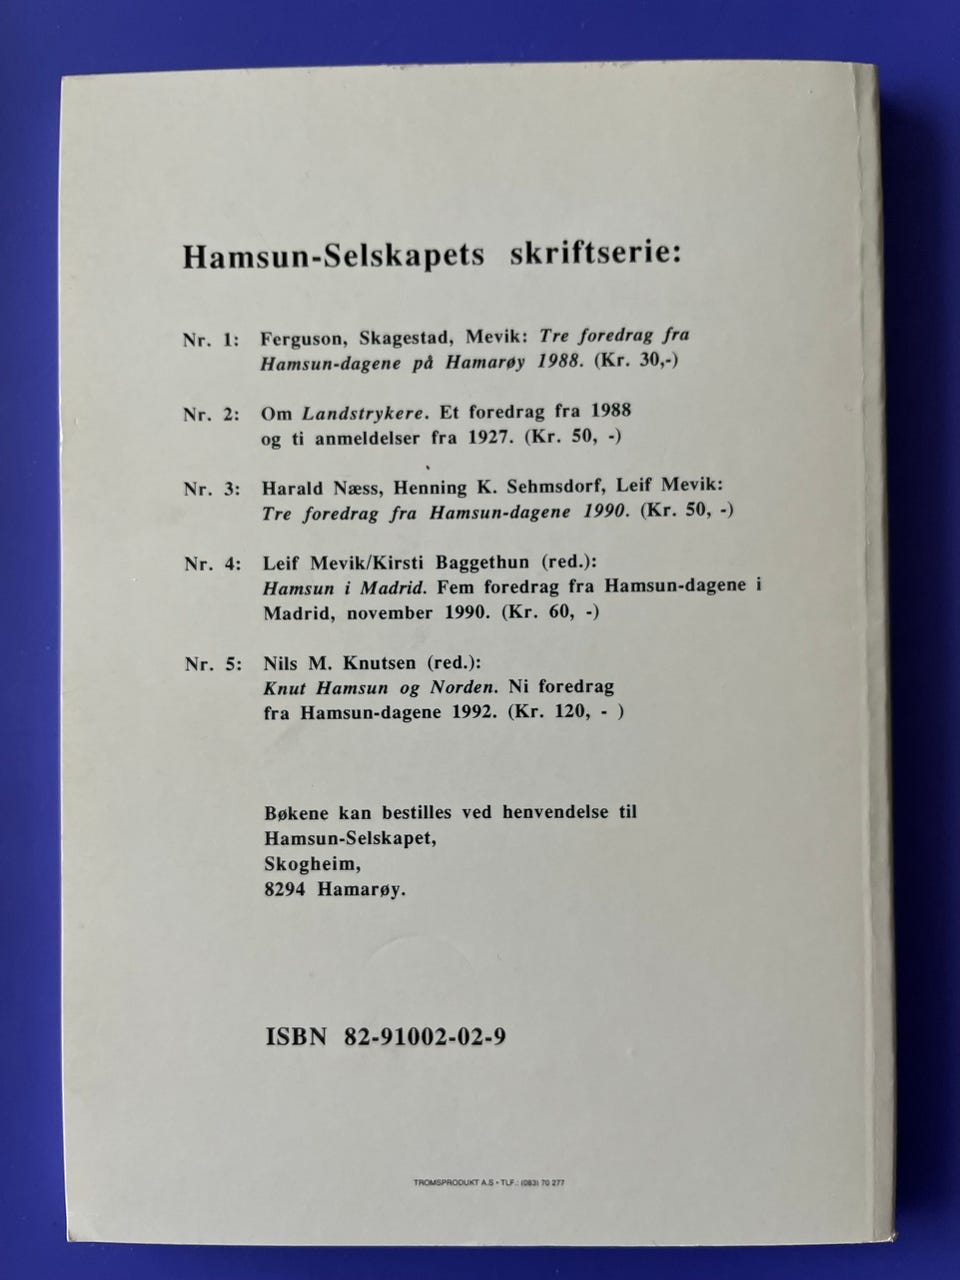 Hamsun-Selskapets skriftserie:
Nr. 1: Ferguson, Skagestad, Mevik: Tre foredrag fra
Hamsun-dagene på Hamarøy 1988. (Kr. 30,-)
Nr. 2: Om Landstrykere. Et foredrag fra 1988
og ti anmeldelser fra 1927. (Kr. 50, -)
Nr. 3: Harald Næss, Henning K. Sehmsdorf, Leif Mevik:
Tre foredrag fra Hamsun-dagene 1990. (Kr. 50, -)
Nr. 4: Leif Mevik/Kirsti Baggethun (red.):
Hamsun i Madrid. Fem foredrag fra Hamsun-dagene i
Madrid, november 1990. (Kr. 60, -)
Nr. 5: Nils M. Knutsen (red.):
Knut Hamsun og Norden. Ni foredrag
fra Hamsun-dagene 1992. (Kr. 120, - )
Bøkene kan bestilles ved henvendelse til
Hamsun-Selskapet,
Skogheim,
8294 Hamarøy.
ISBN 82-91002-02-9
TROMSPRODUKT A.S • TLF.: (083) 70 277